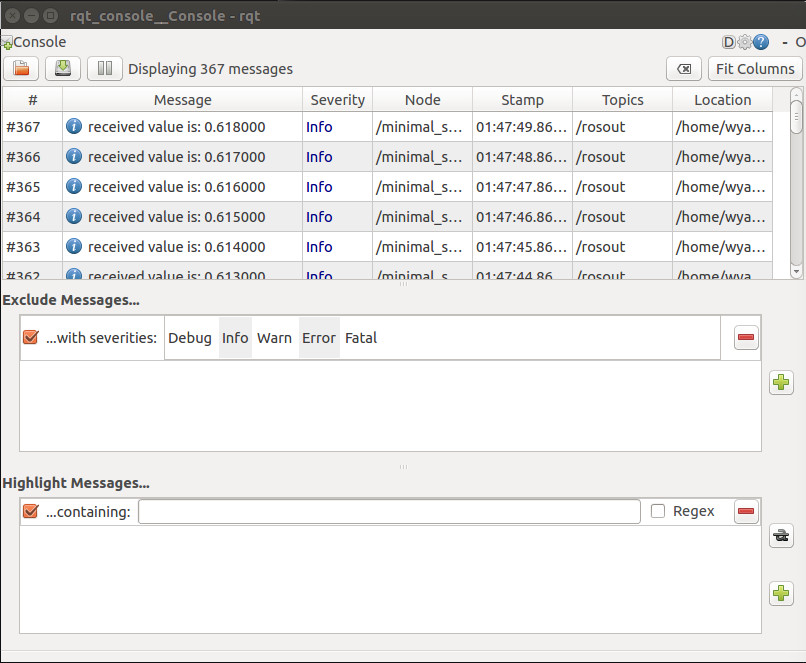 rqt_console__Console - rqt
Console D ? - O
Displaying 367 messages Fit Columns
# Message Severity Node Stamp Topics Location
#367 i received value is: 0.618000 Info /minimal_s... 01:47:49.86... /rosout /home/wya...
#366 i received value is: 0.617000 Info /minimal_s... 01:47:48.86... /rosout /home/wya...
#365 i received value is: 0.616000 Info /minimal_s... 01:47:47.86... /rosout /home/wya...
#364 i received value is: 0.615000 Info /minimal_s... 01:47:46.86... /rosout /home/wya...
#363 i received value is: 0.614000 Info /minimal_s... 01:47:45.86... /rosout /home/wya...
#362 i received value is: 0.613000 Info /minimal_s... 01:47:44.86... /rosout /home/wya...
Exclude Messages...
...with severities: Debug Info Warn Error Fatal
Highlight Messages...
...containing: Regex